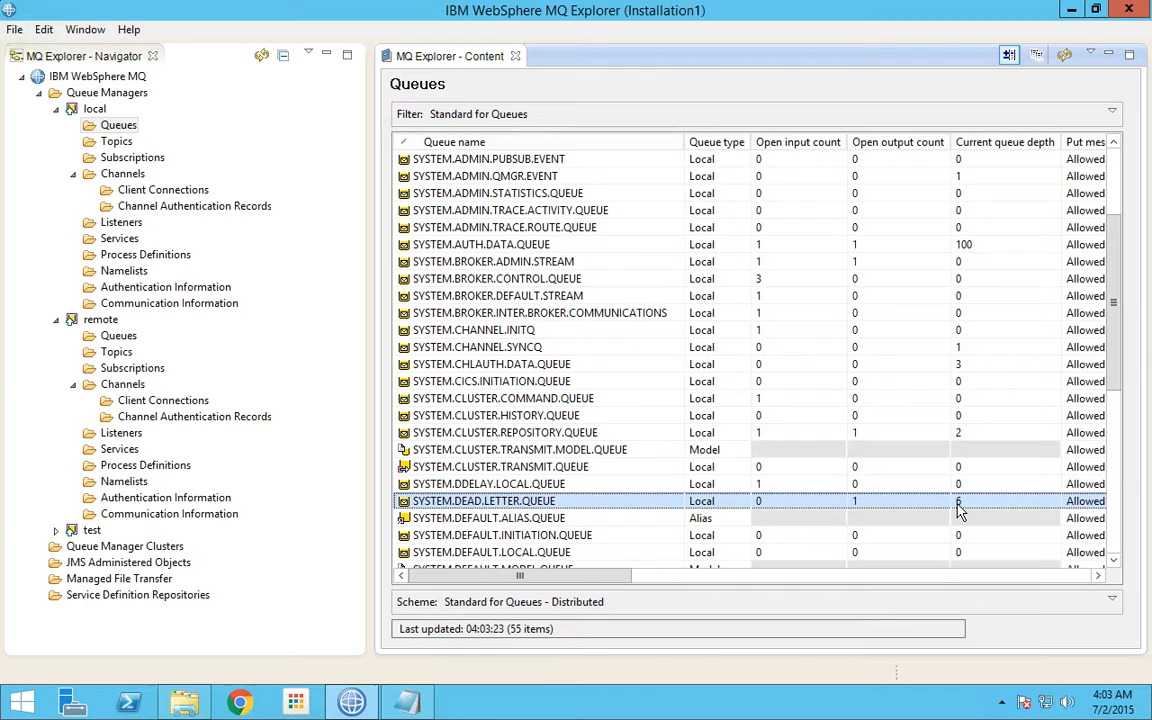 IBM WebSphere MQ Explorer (Installation1)
File Edit Window Help
MQ Explorer - Navigator
IBM WebSphere MQ
Queue Managers
local
Queues
Topics
Subscriptions
Channels
Client Connections
Channel Authentication Records
Listeners
Services
Process Definitions
Namelists
Authentication Information
Communication Information
remote
Queues
Topics
Subscriptions
Channels
Client Connections
Channel Authentication Records
Listeners
Services
Process Definitions
Namelists
Authentication Information
Communication Information
test
Queue Manager Clusters
JMS Administered Objects
Managed File Transfer
Service Definition Repositories
MQ Explorer - Content
Queues
Filter: Standard for Queues
Queue name Queue type Open input count Open output count Current queue depth Put mes
SYSTEM.ADMIN.PUBSUB.EVENT Local 0 0 0 Allowed
SYSTEM.ADMIN.QMGR.EVENT Local 0 0 1 Allowed
SYSTEM.ADMIN.STATISTICS.QUEUE Local 0 0 0 Allowed
SYSTEM.ADMIN.TRACE.ACTIVITY.QUEUE Local 0 0 0 Allowed
SYSTEM.ADMIN.TRACE.ROUTE.QUEUE Local 0 0 0 Allowed
SYSTEM.AUTH.DATA.QUEUE Local 1 1 100 Allowed
SYSTEM.BROKER.ADMIN.STREAM Local 1 1 0 Allowed
SYSTEM.BROKER.CONTROL.QUEUE Local 3 0 0 Allowed
SYSTEM.BROKER.DEFAULT.STREAM Local 1 0 0 Allowed
SYSTEM.BROKER.INTER.BROKER.COMMUNICATIONS Local 1 0 0 Allowed
SYSTEM.CHANNEL.INITQ Local 1 0 0 Allowed
SYSTEM.CHANNEL.SYNCQ Local 1 0 1 Allowed
SYSTEM.CHLAUTH.DATA.QUEUE Local 0 0 3 Allowed
SYSTEM.CICS.INITIATION.QUEUE Local 0 0 0 Allowed
SYSTEM.CLUSTER.COMMAND.QUEUE Local 1 0 0 Allowed
SYSTEM.CLUSTER.HISTORY.QUEUE Local 0 0 0 Allowed
SYSTEM.CLUSTER.REPOSITORY.QUEUE Local 1 1 2 Allowed
SYSTEM.CLUSTER.TRANSMIT.MODEL.QUEUE Model Allowed
SYSTEM.CLUSTER.TRANSMIT.QUEUE Local 0 0 0 Allowed
SYSTEM.DDELAY.LOCAL.QUEUE Local 1 0 0 Allowed
SYSTEM.DEAD.LETTER.QUEUE Local 0 1 6 Allowed
SYSTEM.DEFAULT.ALIAS.QUEUE Alias Allowed
SYSTEM.DEFAULT.INITIATION.QUEUE Local 0 0 0 Allowed
SYSTEM.DEFAULT.LOCAL.QUEUE Local 0 0 0 Allowed
Scheme: Standard for Queues - Distributed
Last updated: 04:03:23 (55 items)
4:03 AM
7/2/2015